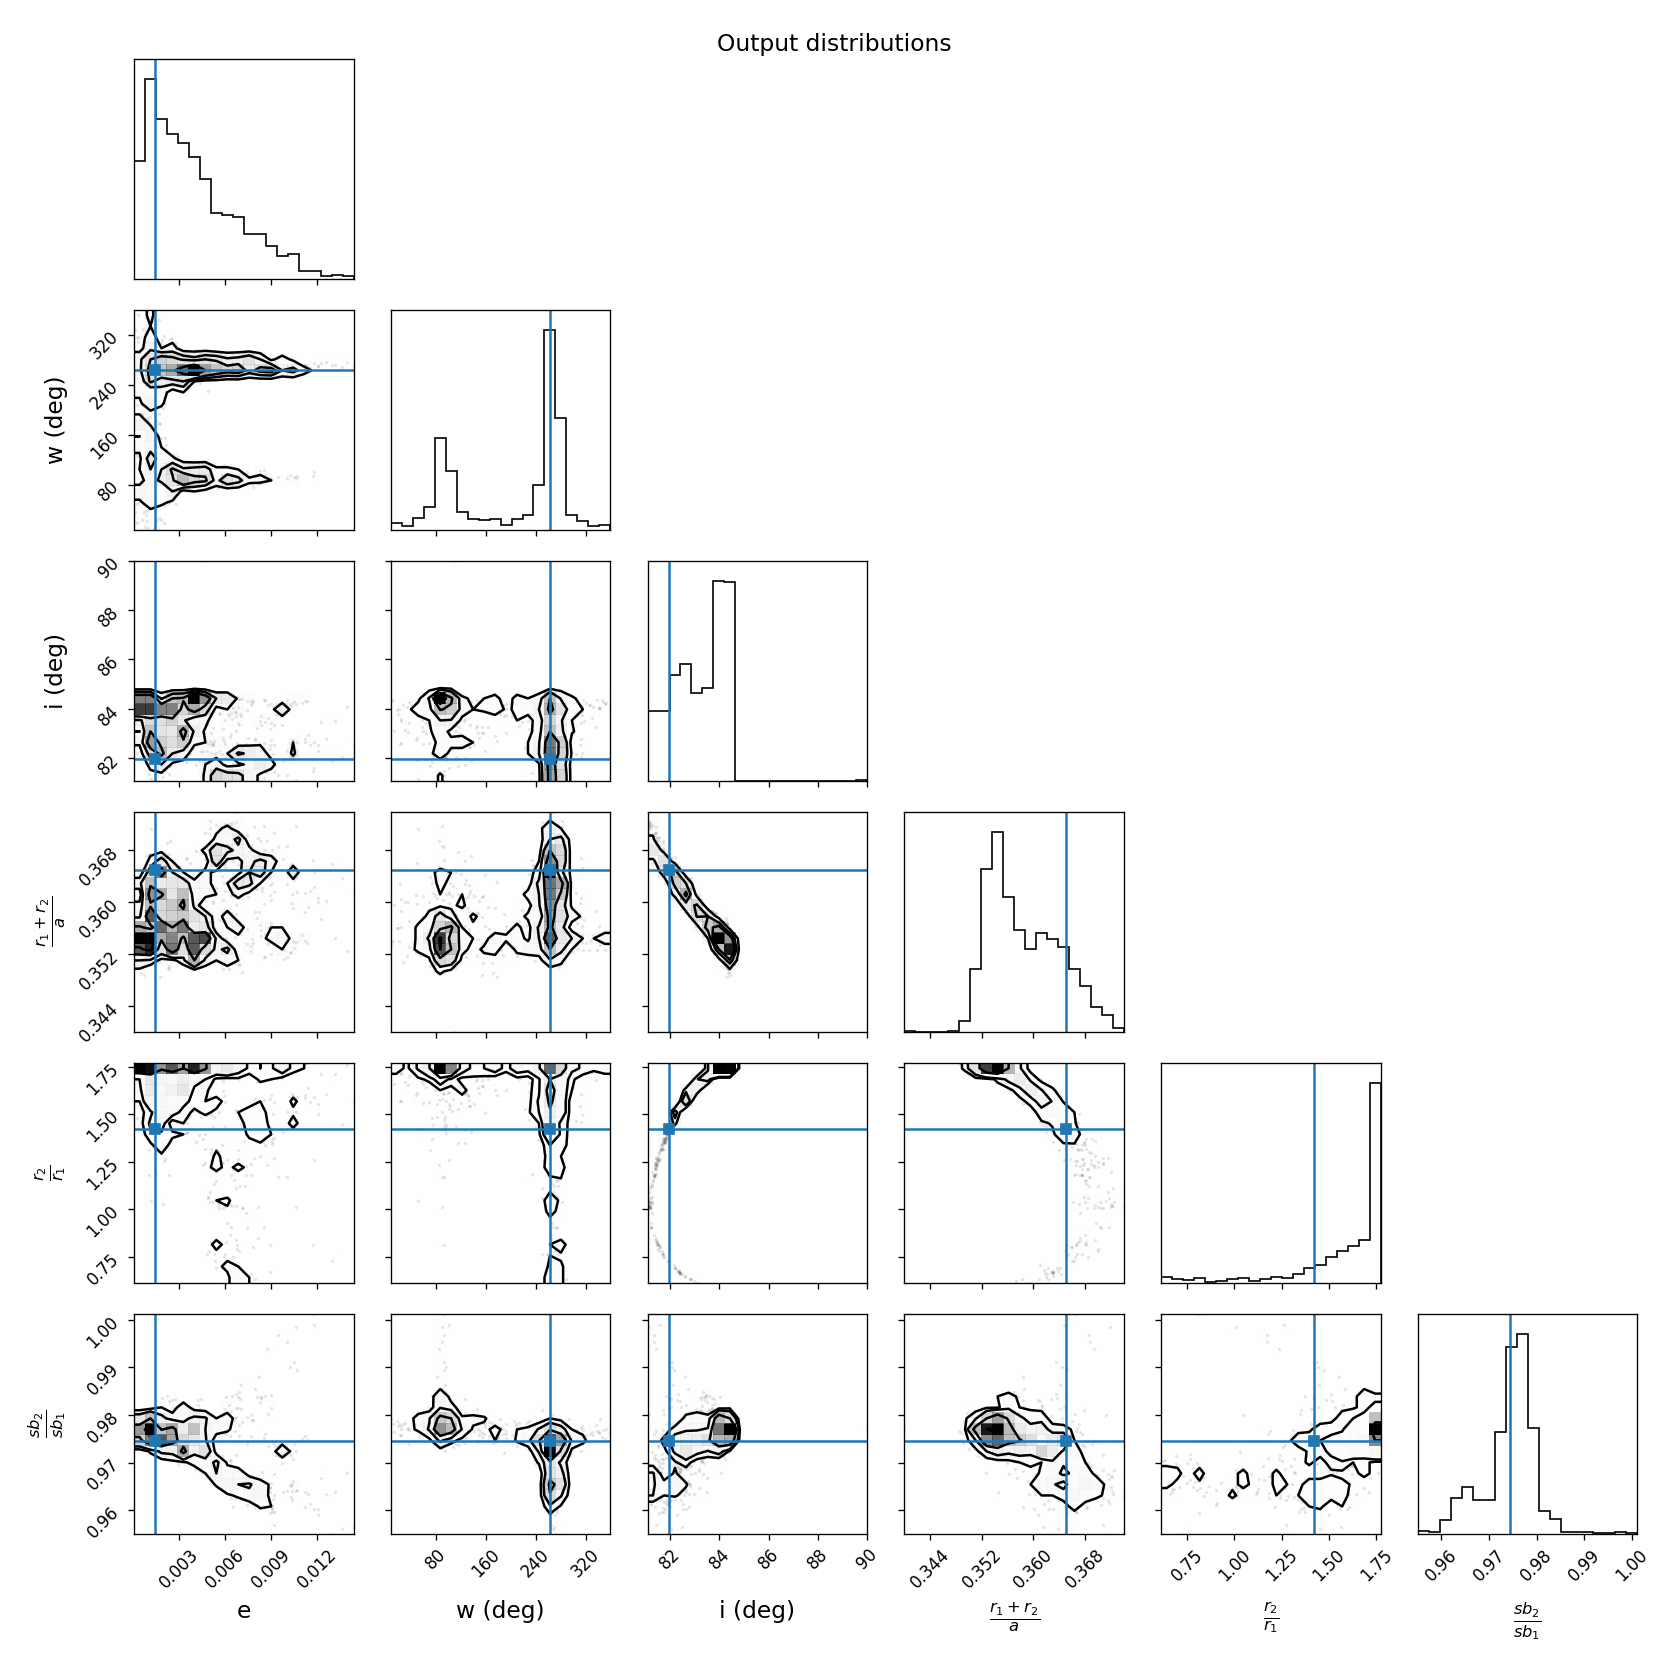 Output distributions
w (deg)
320
240
160
80
i (deg)
90
88
86
84
82
r1 + r2
a
0.368
0.360
0.352
0.344
r2
r1
1.75
1.50
1.25
1.00
0.75
sb2
sb1
1.00
0.99
0.98
0.97
0.96
0.003 0.006 0.009 0.012
80 160 240 320
82 84 86 88 90
0.344 0.352 0.360 0.368
0.75 1.00 1.25 1.50 1.75
0.96 0.97 0.98 0.99 1.00
e
w (deg)
i (deg)
r1 + r2
a
r2
r1
sb2
sb1